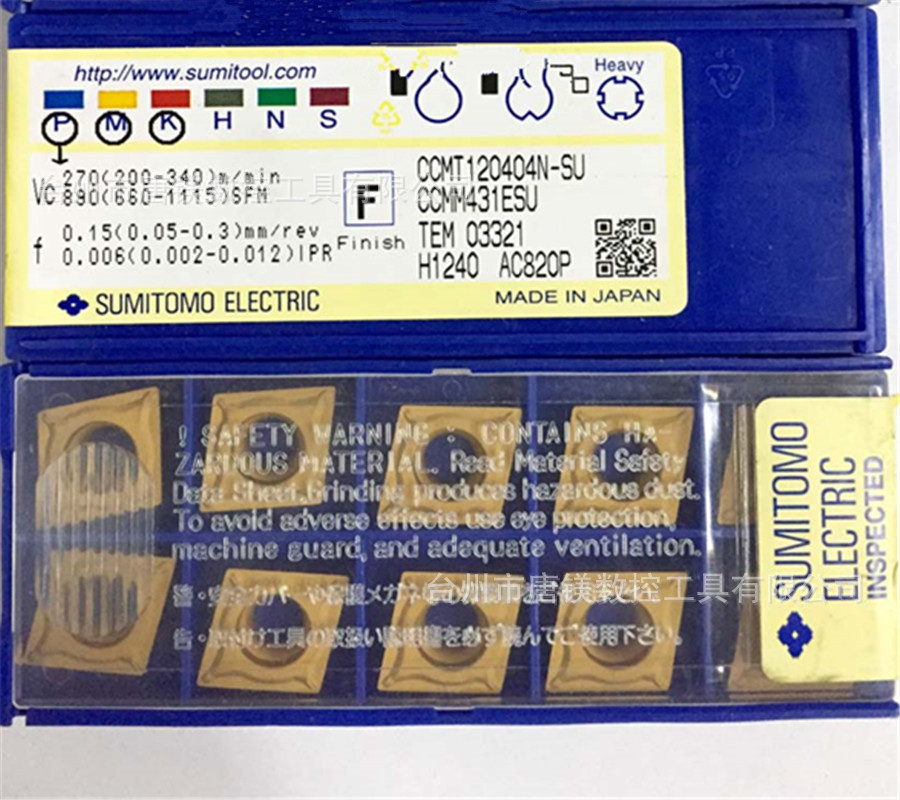 http://www.sumitool.com
Heavy
P M K H N S
VC 270(200-340)m/min
890(660-1115)SFM
f 0.15(0.05-0.3)mm/rev
0.006(0.002-0.012)IPR
F
Finish
CCMT120404N-SU
CCMM431ESU
TEM 03321
H1240 AC820P
SUMITOMO ELECTRIC
MADE IN JAPAN
! SAFETY WARNING : CONTAINS HA-
ZARDOUS MATERIAL. Read Material Safety
Data Sheet.Grinding produces hazardous dust.
To avoid adverse effects use eye protection,
machine guard, and adequate ventilation.
台州市唐镁数控工具有限公司
SUMITOMO
ELECTRIC
INSPECTED